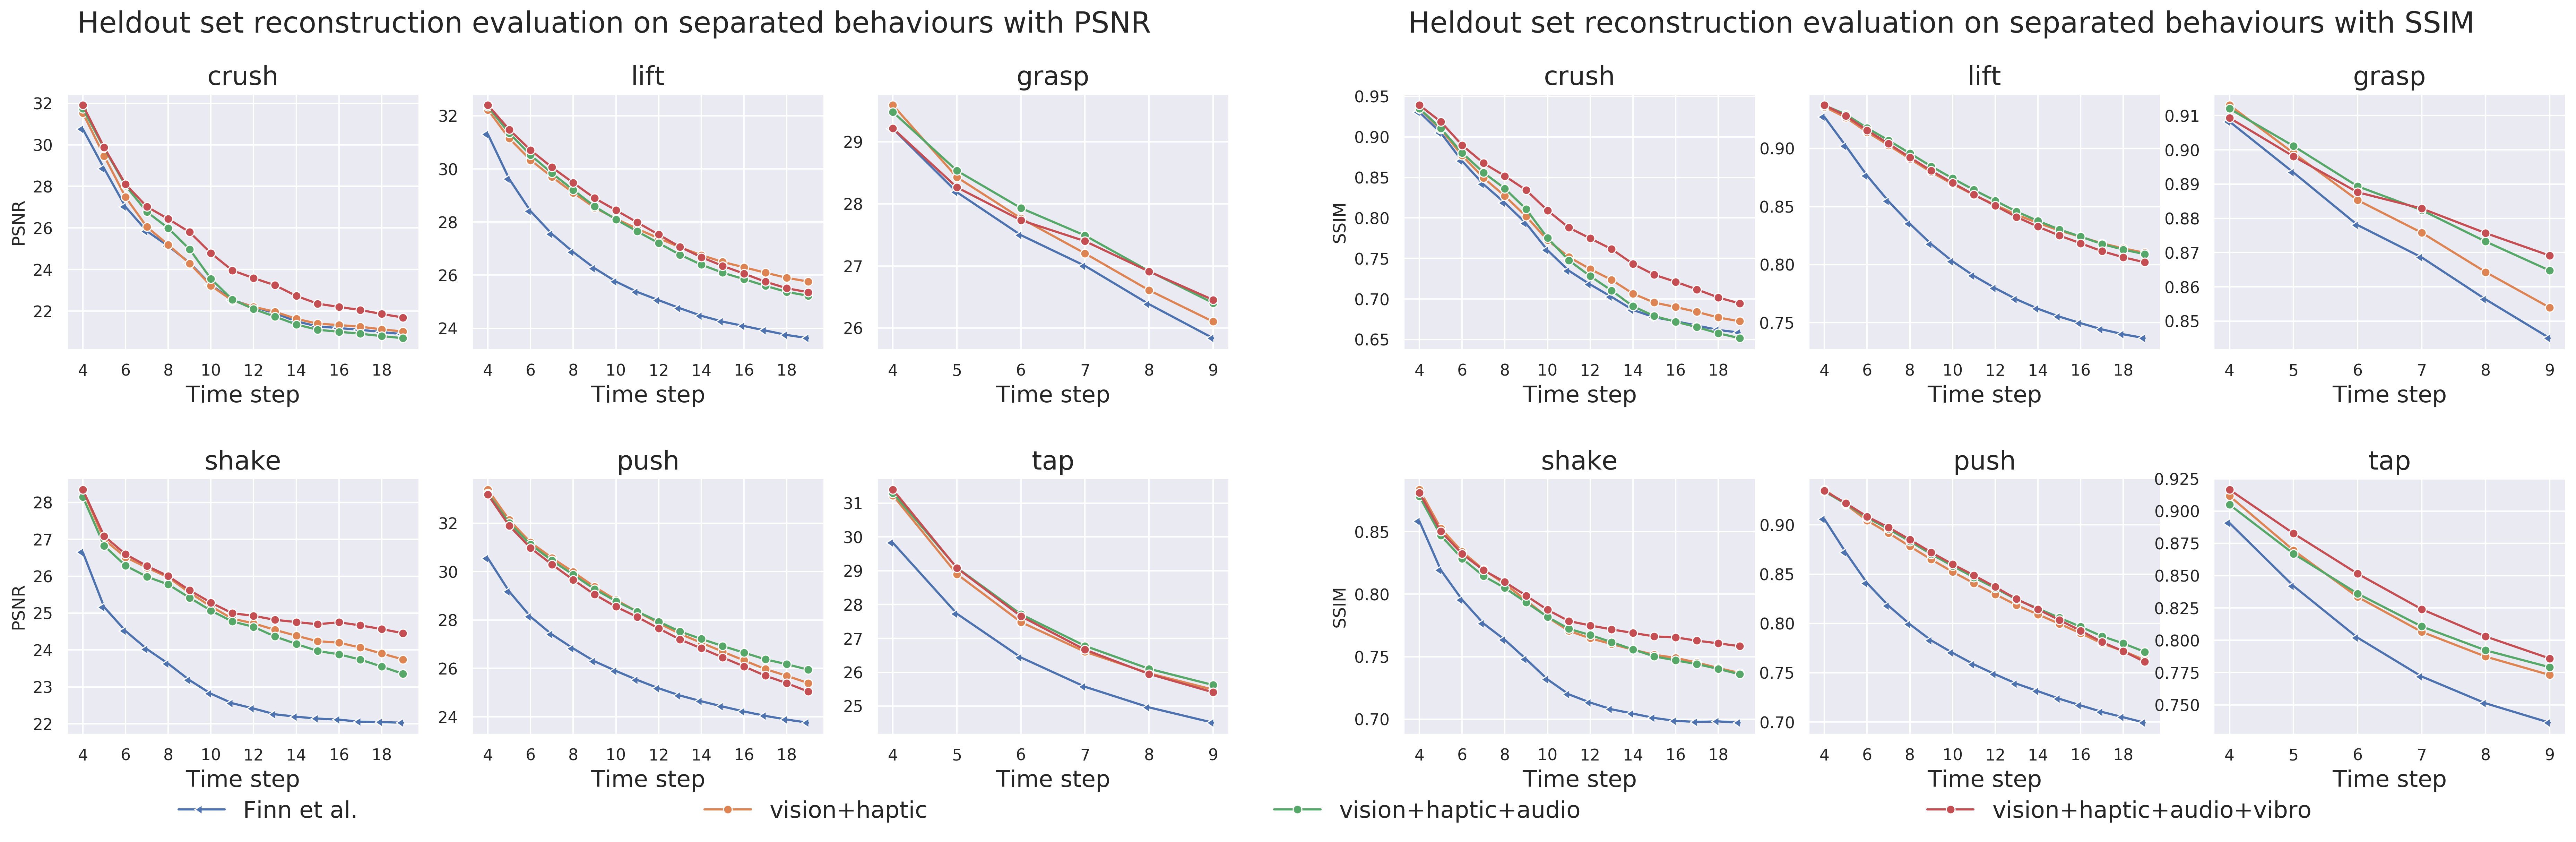 Heldout set reconstruction evaluation on separated behaviours with PSNR
crush
lift
grasp
PSNR
32
30
28
26
24
22
4 6 8 10 12 14 16 18
Time step
32
30
28
26
24
4 6 8 10 12 14 16 18
Time step
29
28
27
26
4 5 6 7 8 9
Time step
shake
push
tap
PSNR
28
27
26
25
24
23
22
4 6 8 10 12 14 16 18
Time step
32
30
28
26
24
4 6 8 10 12 14 16 18
Time step
31
30
29
28
27
26
25
4 5 6 7 8 9
Time step
Heldout set reconstruction evaluation on separated behaviours with SSIM
crush
lift
grasp
SSIM
0.95
0.90
0.85
0.80
0.75
0.70
0.65
4 6 8 10 12 14 16 18
Time step
0.90
0.85
0.80
0.75
4 6 8 10 12 14 16 18
Time step
0.91
0.90
0.89
0.88
0.87
0.86
0.85
4 5 6 7 8 9
Time step
shake
push
tap
SSIM
0.85
0.80
0.75
0.70
4 6 8 10 12 14 16 18
Time step
0.90
0.85
0.80
0.75
0.70
4 6 8 10 12 14 16 18
Time step
0.925
0.900
0.875
0.850
0.825
0.800
0.775
0.750
4 5 6 7 8 9
Time step
Finn et al.
vision+haptic
vision+haptic+audio
vision+haptic+audio+vibro